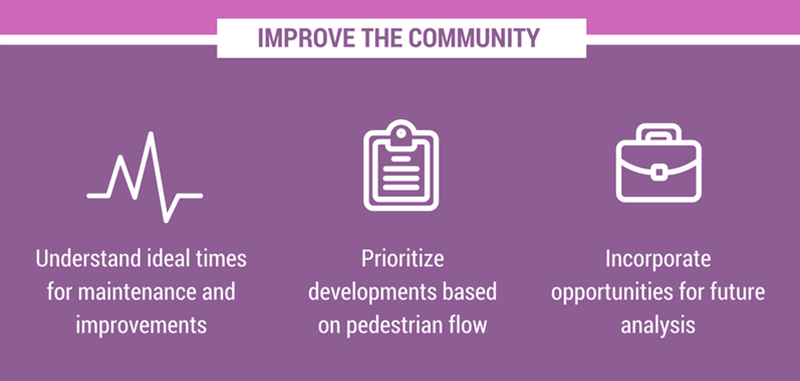 IMPROVE THE COMMUNITY
Understand ideal times
for maintenance and
improvements
Prioritize
developments based
on pedestrian flow
Incorporate
opportunities for future
analysis